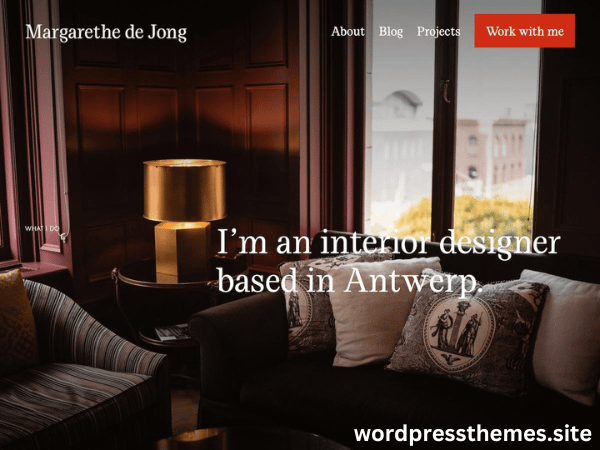 Margarethe de Jong
About Blog Projects Work with me
WHAT I DO
I’m an interior designer
based in Antwerp.
wordpressthemes.site